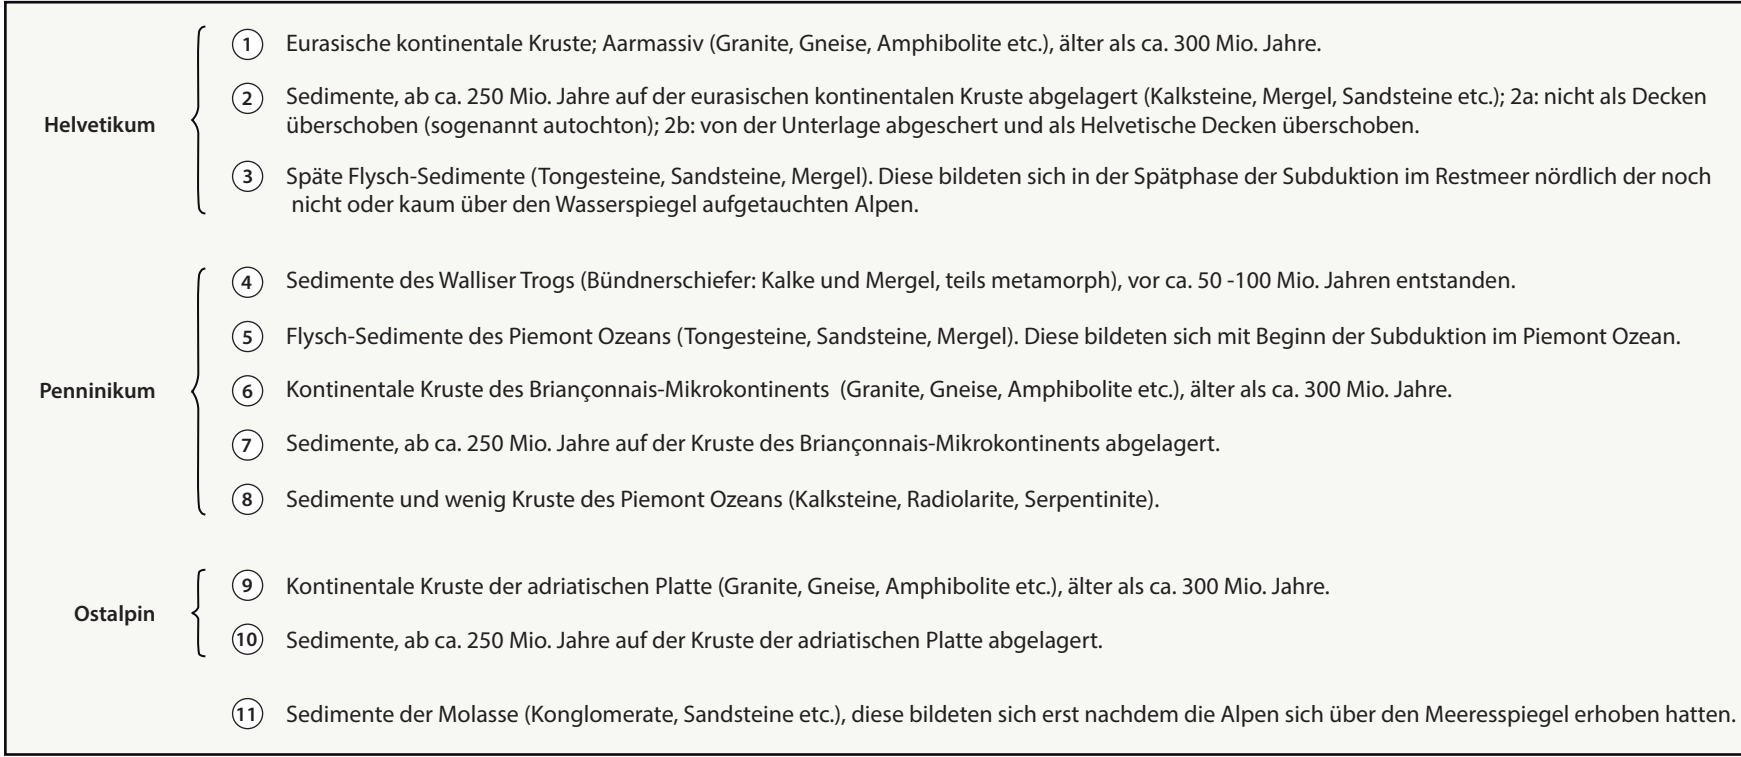 1 Eurasische kontinentale Kruste; Aarmassiv (Granite, Gneise, Amphibolite etc.), älter als ca. 300 Mio. Jahre.
2 Sedimente, ab ca. 250 Mio. Jahre auf der eurasischen kontinentalen Kruste abgelagert (Kalksteine, Mergel, Sandsteine etc.); 2a: nicht als Decken
Helvetikum
überschoben (sogenannt autochton); 2b: von der Unterlage abgeschert und als Helvetische Decken überschoben.
3 Späte Flysch-Sedimente (Tongesteine, Sandsteine, Mergel). Diese bildeten sich in der Spätphase der Subduktion im Restmeer nördlich der noch
nicht oder kaum über den Wasserspiegel aufgetauchten Alpen.
4 Sedimente des Walliser Trogs (Bündnerschiefer: Kalke und Mergel, teils metamorph), vor ca. 50 -100 Mio. Jahren entstanden.
5 Flysch-Sedimente des Piemont Ozeans (Tongesteine, Sandsteine, Mergel). Diese bildeten sich mit Beginn der Subduktion im Piemont Ozean.
Penninikum
6 Kontinentale Kruste des Briançonnais-Mikrokontinents (Granite, Gneise, Amphibolite etc.), älter als ca. 300 Mio. Jahre.
7 Sedimente, ab ca. 250 Mio. Jahre auf der Kruste des Briançonnais-Mikrokontinents abgelagert.
8 Sedimente und wenig Kruste des Piemont Ozeans (Kalksteine, Radiolarite, Serpentinite).
9 Kontinentale Kruste der adriatischen Platte (Granite, Gneise, Amphibolite etc.), älter als ca. 300 Mio. Jahre.
Ostalpin
10 Sedimente, ab ca. 250 Mio. Jahre auf der Kruste der adriatischen Platte abgelagert.
11 Sedimente der Molasse (Konglomerate, Sandsteine etc.), diese bildeten sich erst nachdem die Alpen sich über den Meeresspiegel erhoben hatten.